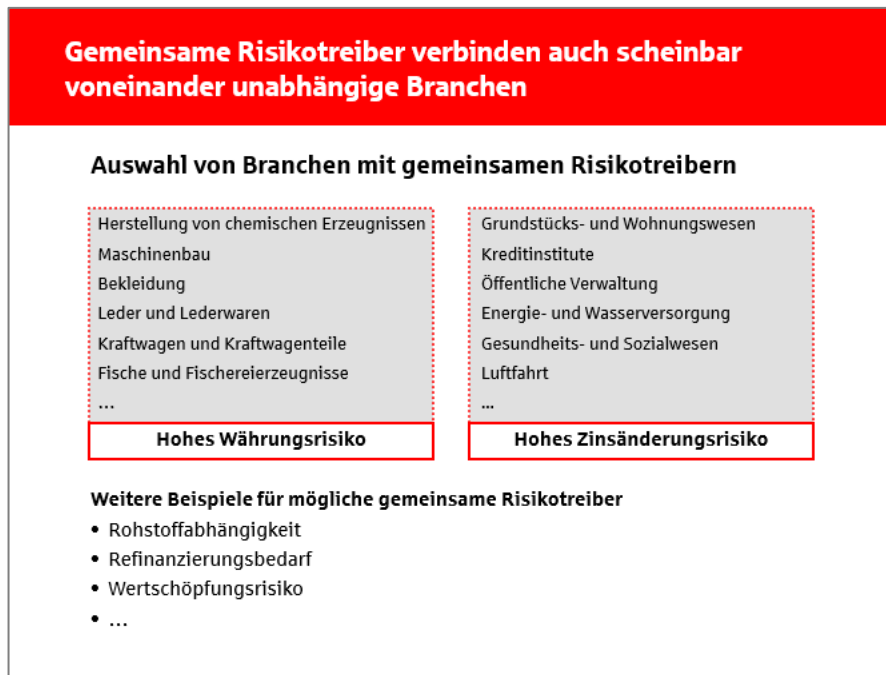 Gemeinsame Risikotreiber verbinden auch scheinbar
voneinander unabhängige Branchen
Auswahl von Branchen mit gemeinsamen Risikotreibern
Herstellung von chemischen Erzeugnissen
Maschinenbau
Bekleidung
Leder und Lederwaren
Kraftwagen und Kraftwagenteile
Fische und Fischereierzeugnisse
…
Hohes Währungsrisiko
Grundstücks- und Wohnungswesen
Kreditinstitute
Öffentliche Verwaltung
Energie- und Wasserversorgung
Gesundheits- und Sozialwesen
Luftfahrt
...
Hohes Zinsänderungsrisiko
Weitere Beispiele für mögliche gemeinsame Risikotreiber
• Rohstoffabhängigkeit
• Refinanzierungsbedarf
• Wertschöpfungsrisiko
• …